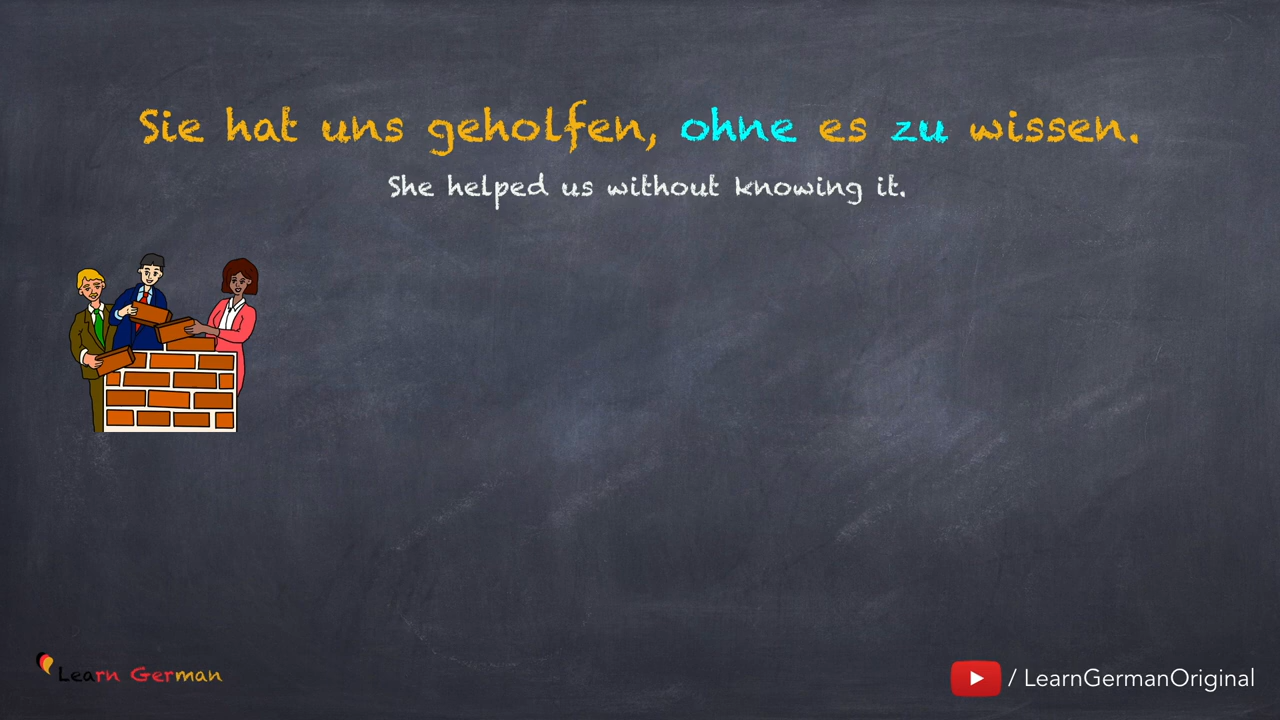 Sie hat uns geholfen, ohne es zu wissen.
She helped us without knowing it.
Learn German
/ LearnGermanOriginal